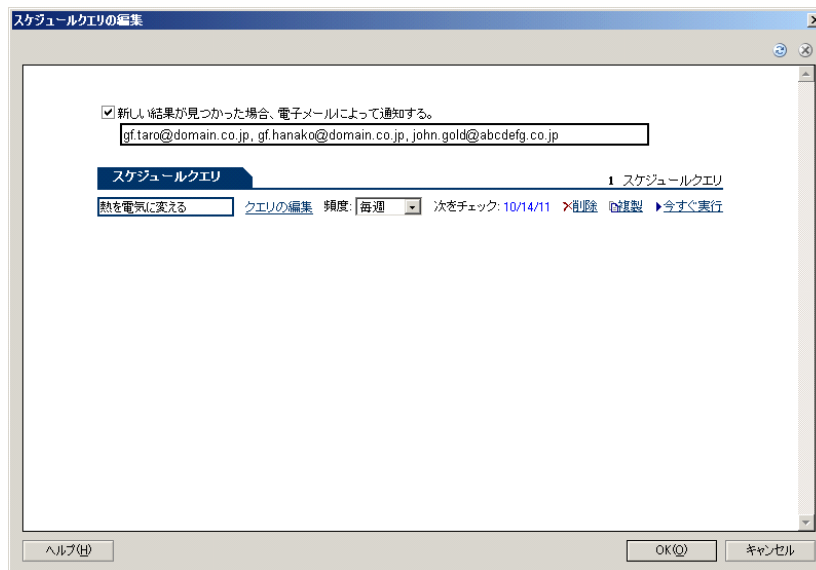 スケジュールクエリの編集
新しい結果が見つかった場合、電子メールによって通知する。
gf.taro@domain.co.jp, gf.hanako@domain.co.jp, john.gold@abcdefg.co.jp
スケジュールクエリ 1 スケジュールクエリ
熱を電気に変える クエリの編集 頻度: 毎週 次をチェック: 10/14/11 削除 複製 今すぐ実行
ヘルプ(H) OK(O) キャンセル